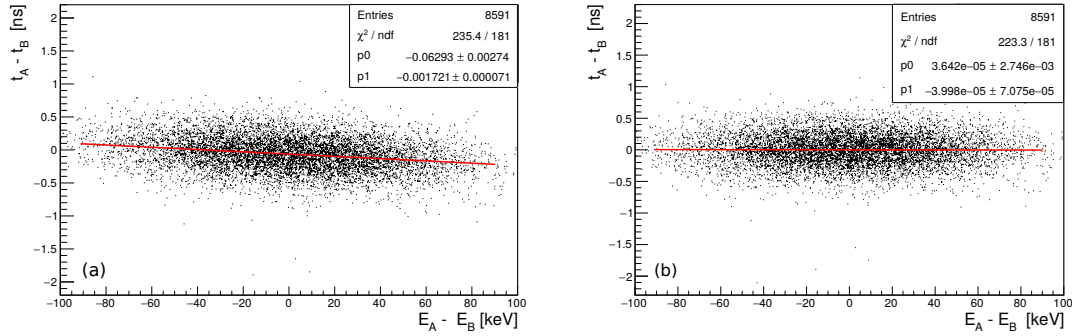 t_A - t_B [ns]
2
1.5
1
0.5
0
−0.5
−1
−1.5
−2
Entries 8591
χ² / ndf 235.4 / 181
p0 −0.06293 ± 0.00274
p1 −0.001721 ± 0.000071
(a)
−100 −80 −60 −40 −20 0 20 40 60 80 100
E_A - E_B [keV]
t_A - t_B [ns]
2
1.5
1
0.5
0
−0.5
−1
−1.5
−2
Entries 8591
χ² / ndf 223.3 / 181
p0 3.642e−05 ± 2.746e−03
p1 −3.998e−05 ± 7.075e−05
(b)
−100 −80 −60 −40 −20 0 20 40 60 80 100
E_A - E_B [keV]